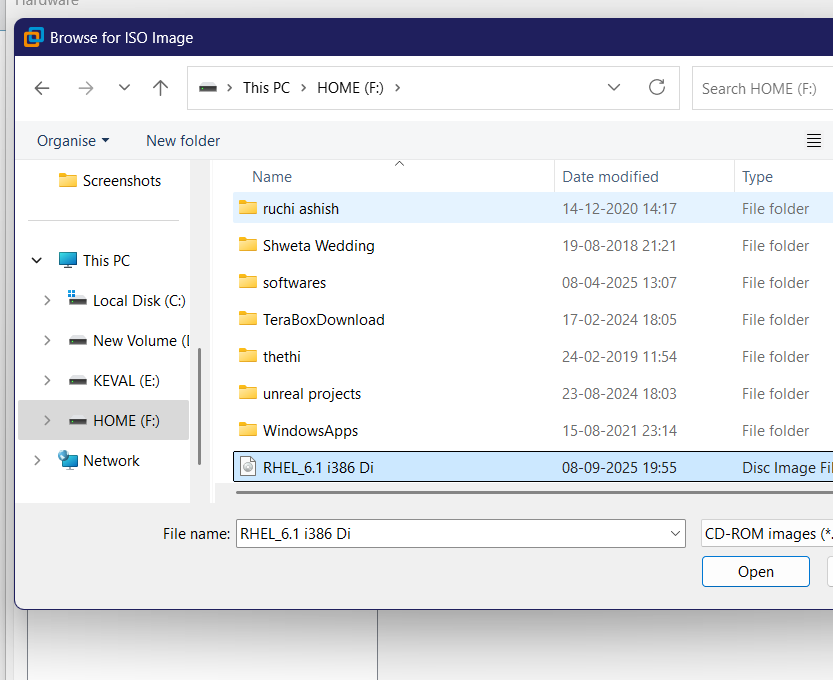 Hardware
Browse for ISO Image
This PC > HOME (F:) >
Search HOME (F:)
Organise
New folder
Screenshots
This PC
Local Disk (C:)
New Volume (
KEVAL (E:)
HOME (F:)
Network
Name Date modified Type
ruchi ashish 14-12-2020 14:17 File folder
Shweta Wedding 19-08-2018 21:21 File folder
softwares 08-04-2025 13:07 File folder
TeraBoxDownload 17-02-2024 18:05 File folder
thethi 24-02-2019 11:54 File folder
unreal projects 23-08-2024 18:03 File folder
WindowsApps 15-08-2021 23:14 File folder
RHEL_6.1 i386 Di 08-09-2025 19:55 Disc Image Fi
File name: RHEL_6.1 i386 Di
CD-ROM images (*.
Open